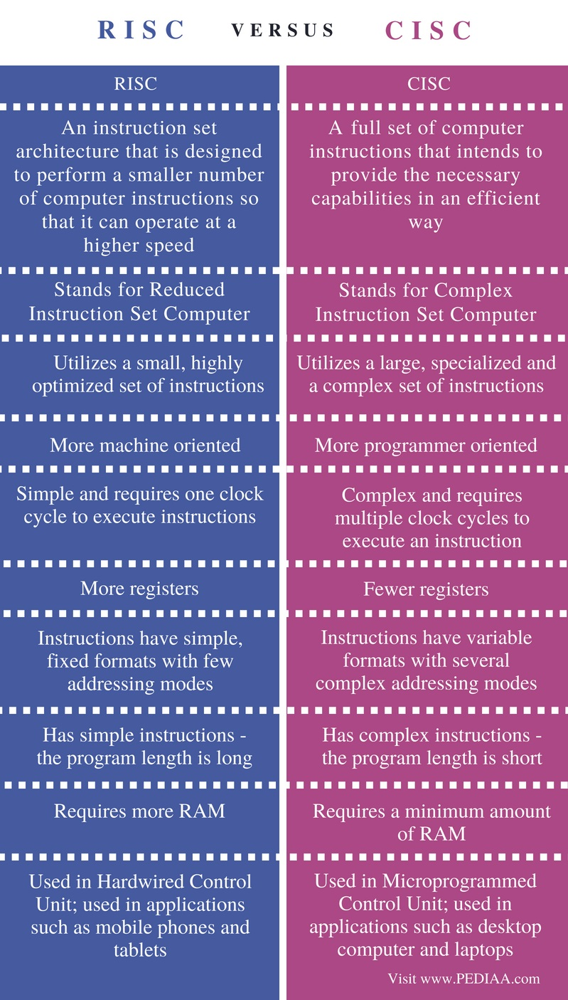 RISC VERSUS CISC
RISC
An instruction set
architecture that is designed
to perform a smaller number
of computer instructions so
that it can operate at a
higher speed
CISC
A full set of computer
instructions that intends to
provide the necessary
capabilities in an efficient
way
Stands for Reduced
Instruction Set Computer
Stands for Complex
Instruction Set Computer
Utilizes a small, highly
optimized set of instructions
Utilizes a large, specialized and
a complex set of instructions
More machine oriented
More programmer oriented
Simple and requires one clock
cycle to execute instructions
Complex and requires
multiple clock cycles to
execute an instruction
More registers
Fewer registers
Instructions have simple,
fixed formats with few
addressing modes
Instructions have variable
formats with several
complex addressing modes
Has simple instructions -
the program length is long
Has complex instructions -
the program length is short
Requires more RAM
Requires a minimum amount
of RAM
Used in Hardwired Control
Unit; used in applications
such as mobile phones and
tablets
Used in Microprogrammed
Control Unit; used in
applications such as desktop
computer and laptops
Visit www.PEDIAA.com